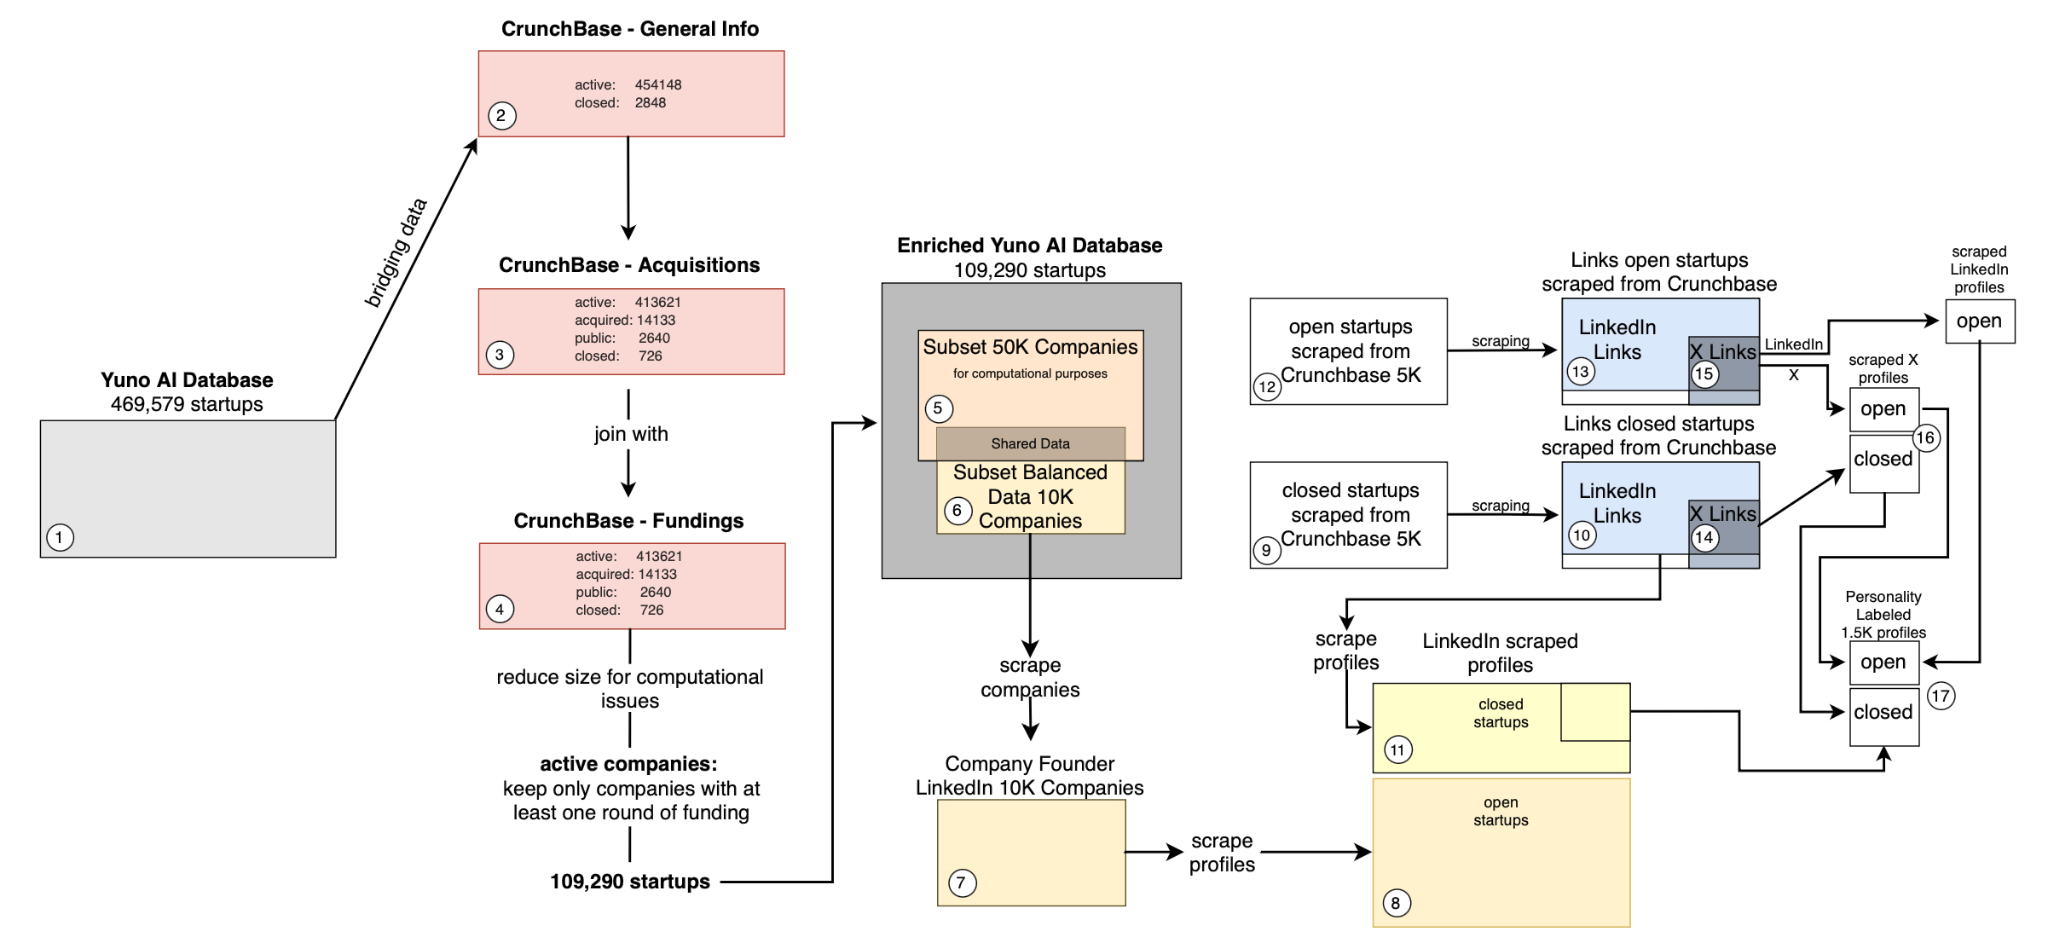 CrunchBase - General Info
active: 454148
closed: 2848
2
bridging data
Yuno AI Database
469,579 startups
1
CrunchBase - Acquisitions
active: 413621
acquired: 14133
public: 2640
closed: 726
3
join with
CrunchBase - Fundings
active: 413621
acquired: 14133
public: 2640
closed: 726
4
reduce size for computational
issues
active companies:
keep only companies with at
least one round of funding
109,290 startups
Enriched Yuno AI Database
109,290 startups
Subset 50K Companies
for computational purposes
5
Shared Data
Subset Balanced
Data 10K
Companies
6
scrape
companies
Company Founder
LinkedIn 10K Companies
7
scrape
profiles
open startups
scraped from
Crunchbase 5K
12
scraping
Links open startups
scraped from Crunchbase
LinkedIn
Links
13
X Links
15
LinkedIn
X
scraped
LinkedIn
profiles
open
scraped X
profiles
open
closed
16
closed startups
scraped from
Crunchbase 5K
9
scraping
Links closed startups
scraped from Crunchbase
LinkedIn
Links
10
X Links
14
scrape
profiles
LinkedIn scraped
profiles
closed
startups
11
open
startups
8
Personality
Labeled
1.5K profiles
open
closed
17